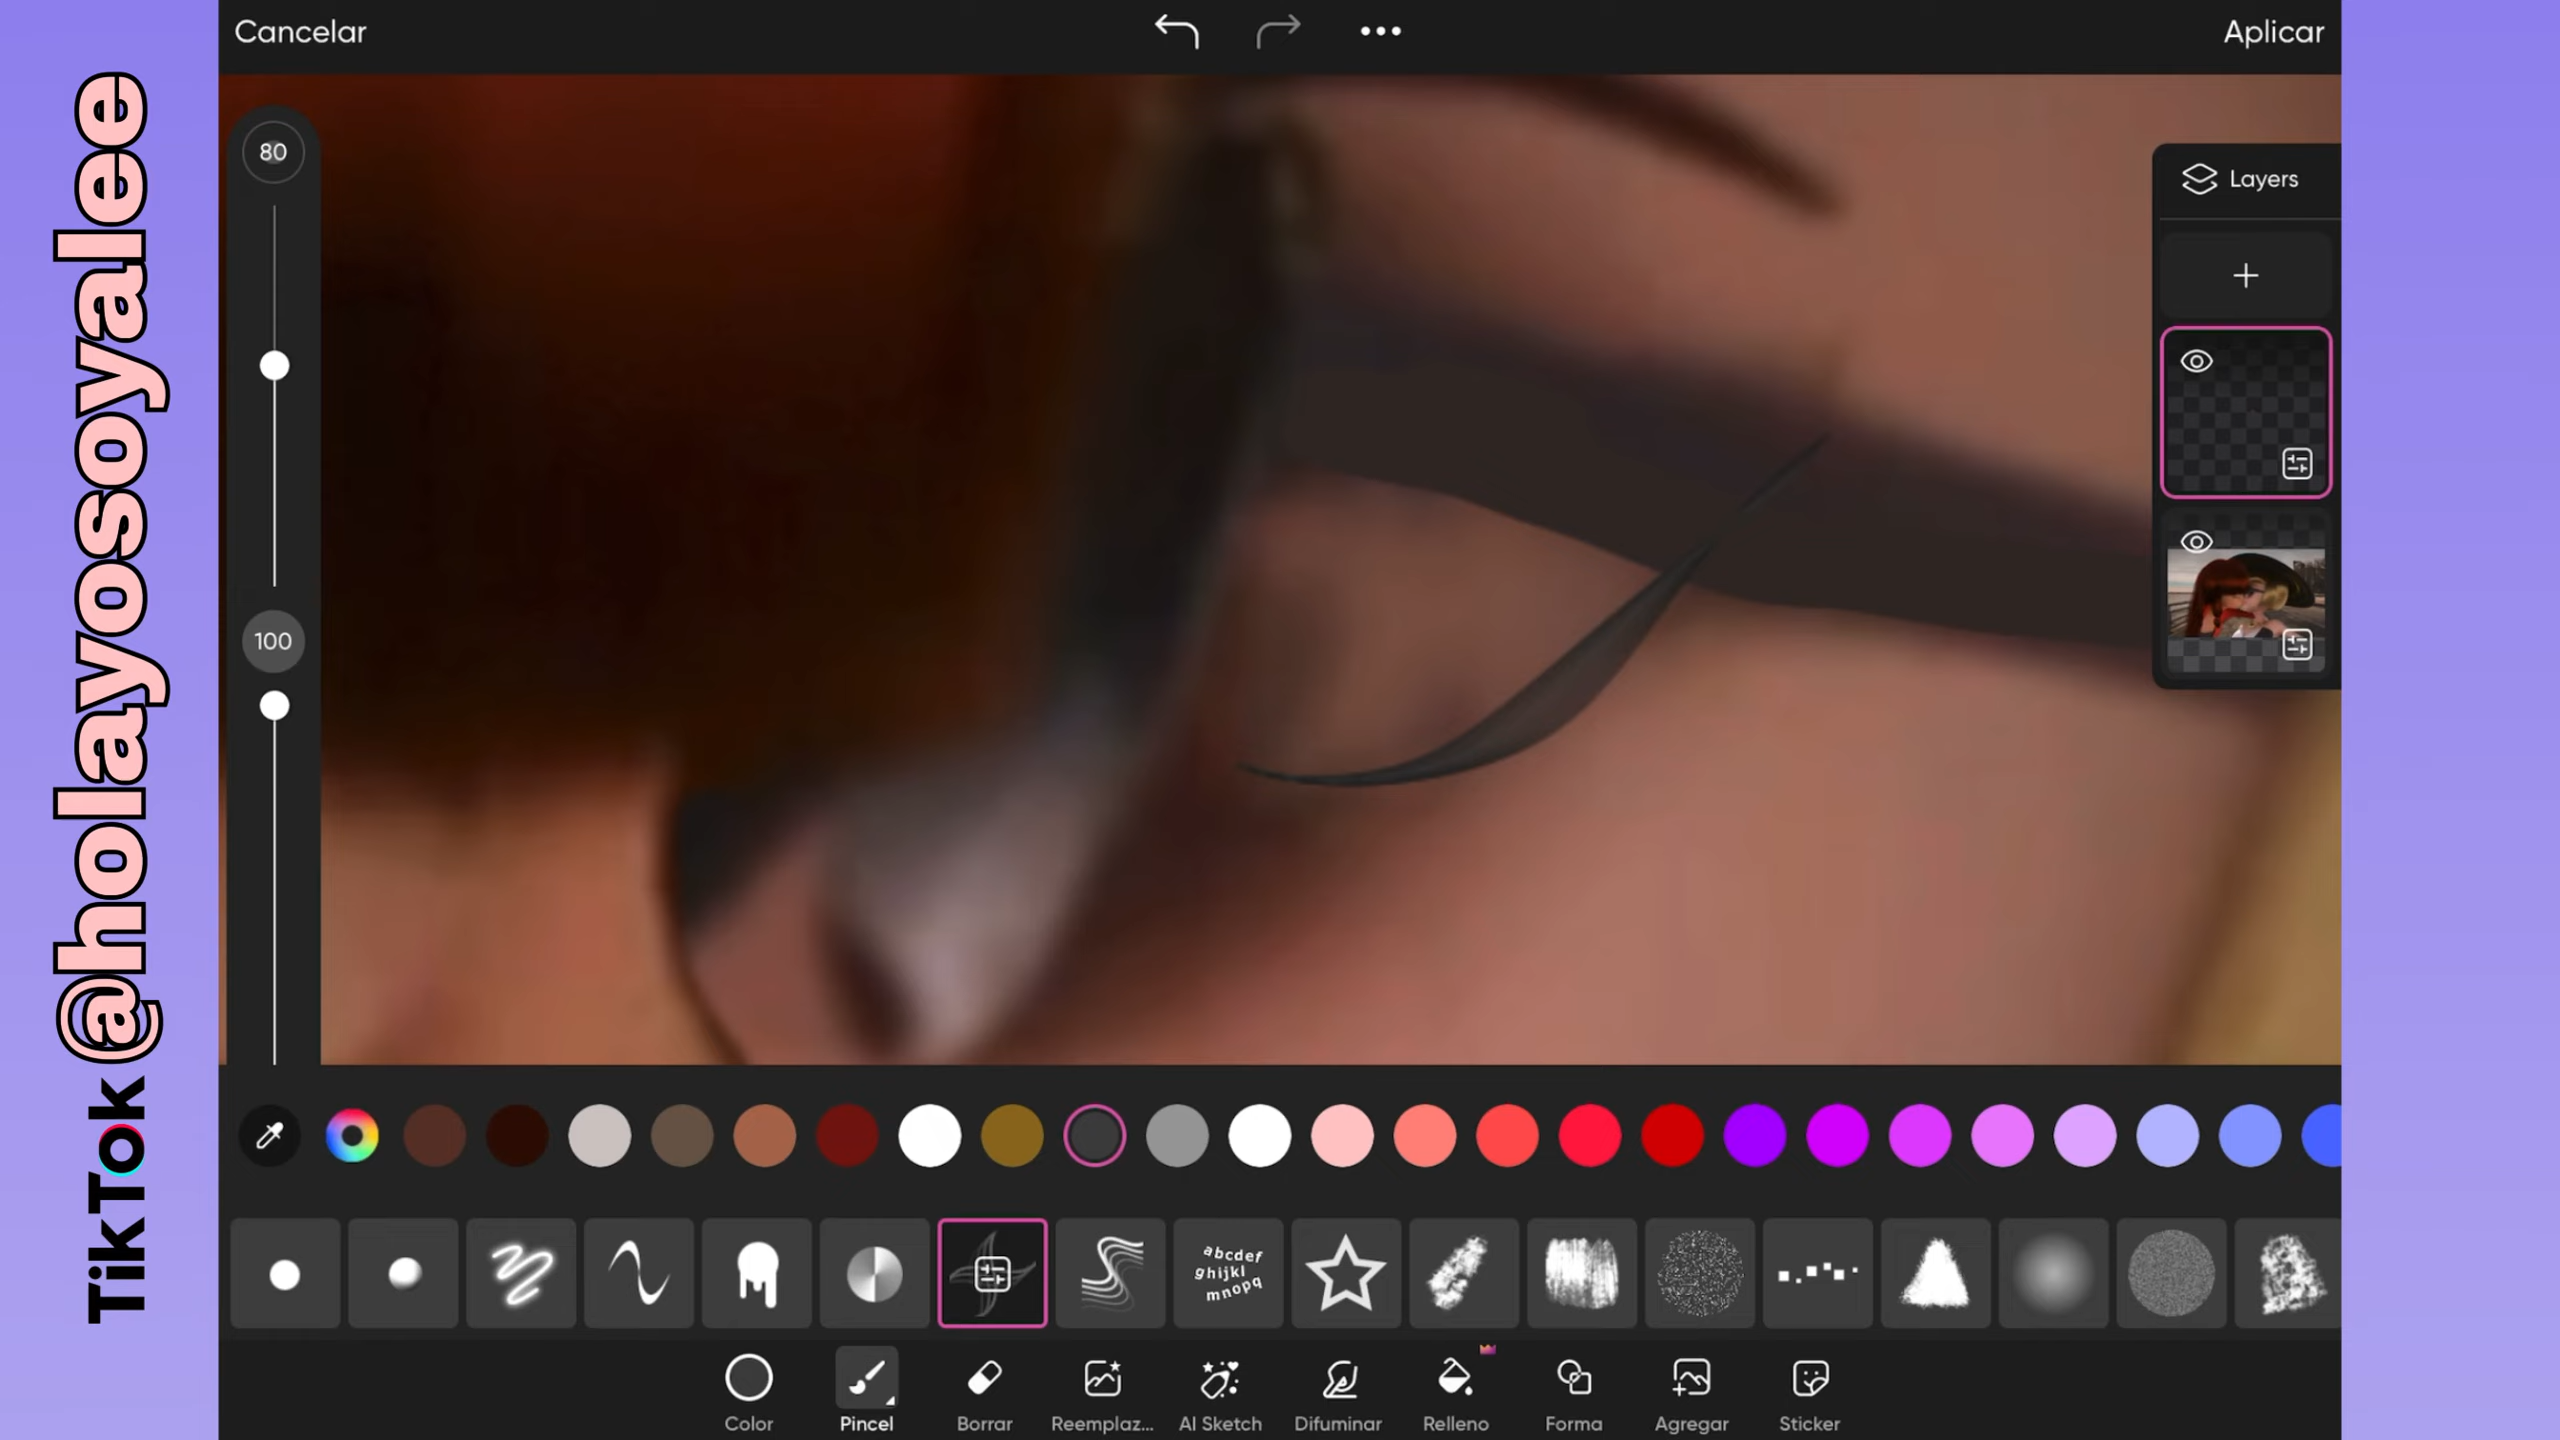 TikTok @holayosoyalee
Cancelar
Aplicar
80
100
Layers
abcdef
ghijkl
mnopq
Color
Pincel
Borrar
Reemplaz...
AI Sketch
Difuminar
Relleno
Forma
Agregar
Sticker